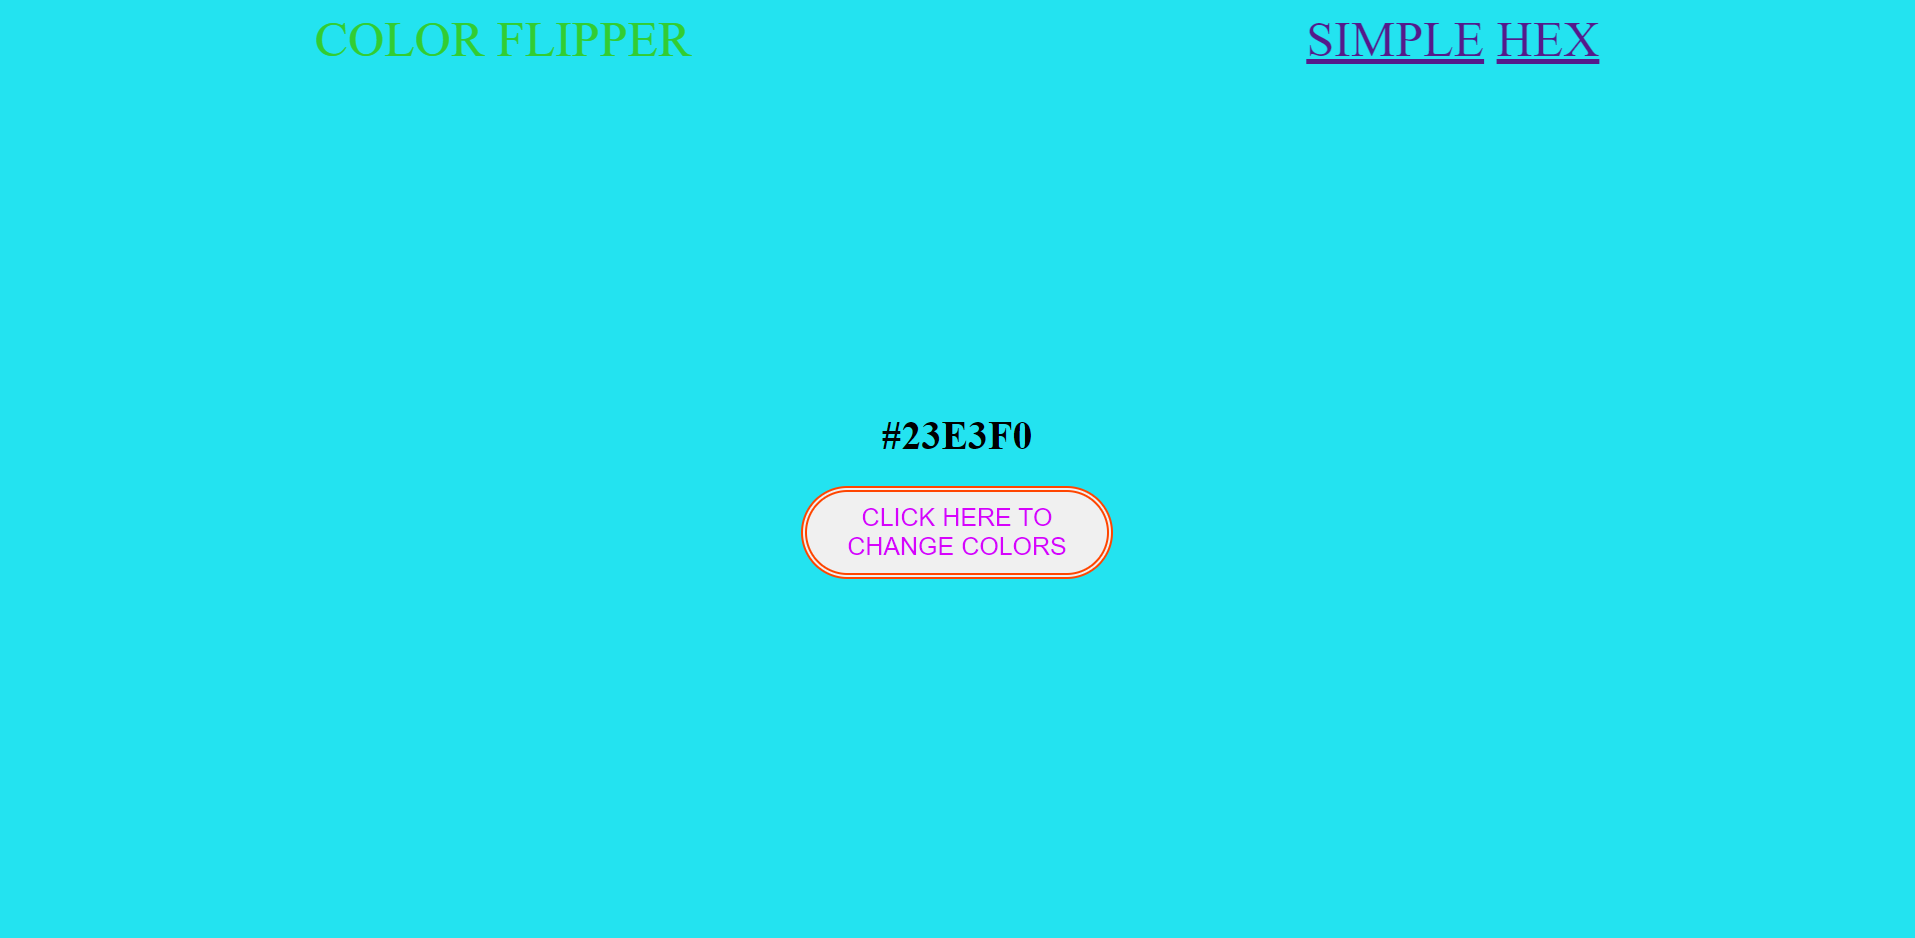 COLOR FLIPPER
SIMPLE HEX
#23E3F0
CLICK HERE TO
CHANGE COLORS